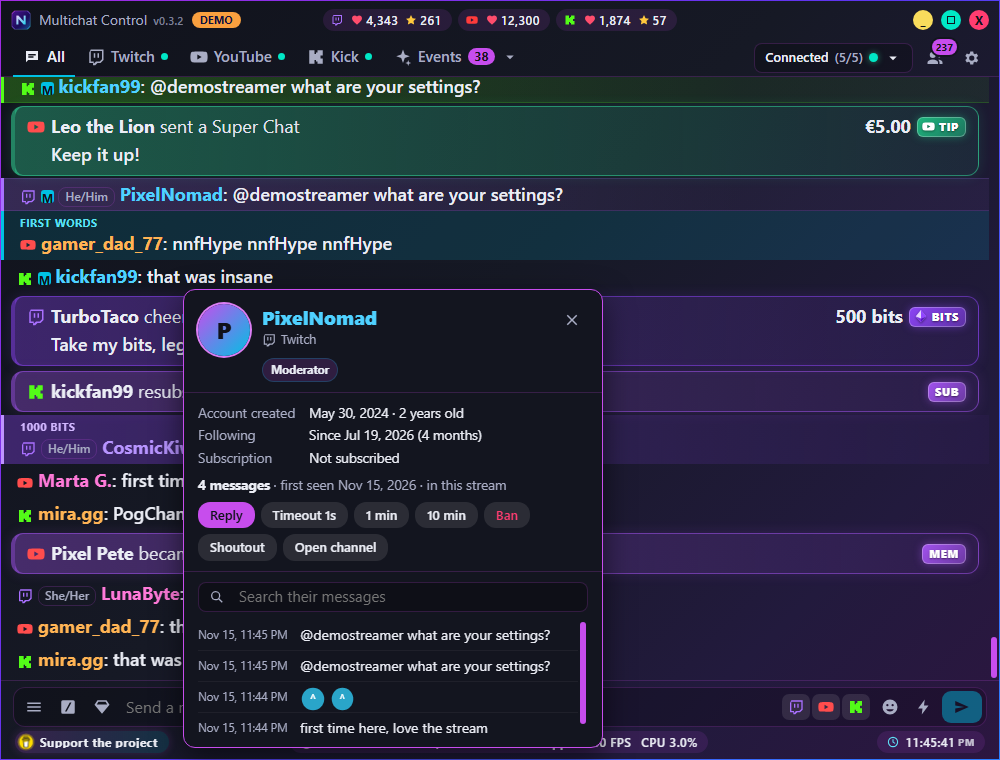 N Multichat Control v0.3.2 DEMO 4,343 261 12,300 1,874 57 X
All Twitch YouTube Kick Events 38 Connected (5/5) 237
kickfan99: @demostreamer what are your settings?
Leo the Lion sent a Super Chat €5.00 TIP
Keep it up!
M He/Him PixelNomad: @demostreamer what are your settings?
FIRST WORDS
gamer_dad_77: nnfHype nnfHype nnfHype
M kickfan99: that was insane
TurboTaco 500 bits BITS
Take my bits,
kickfan99 SUB
1000 BITS
He/Him
Marta G.: first
mira.gg:
Pixel Pete MEM
She/Her LunaByte:
gamer_dad_77:
mira.gg: that was
P PixelNomad
Twitch
Moderator
Account created May 30, 2024 · 2 years old
Following Since Jul 19, 2026 (4 months)
Subscription Not subscribed
4 messages · first seen Nov 15, 2026 · in this stream
Reply Timeout 1s 1 min 10 min Ban
Shoutout Open channel
Search their messages
Nov 15, 11:45 PM @demostreamer what are your settings?
Nov 15, 11:45 PM @demostreamer what are your settings?
Nov 15, 11:44 PM ^ ^
Nov 15, 11:44 PM first time here, love the stream
Send a
Support the project FPS CPU 3.0% 11:45:41 PM